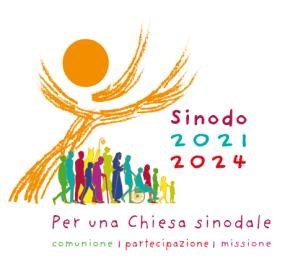 Sinodo
2021
2024
Per una Chiesa sinodale
comunione | partecipazione | missione